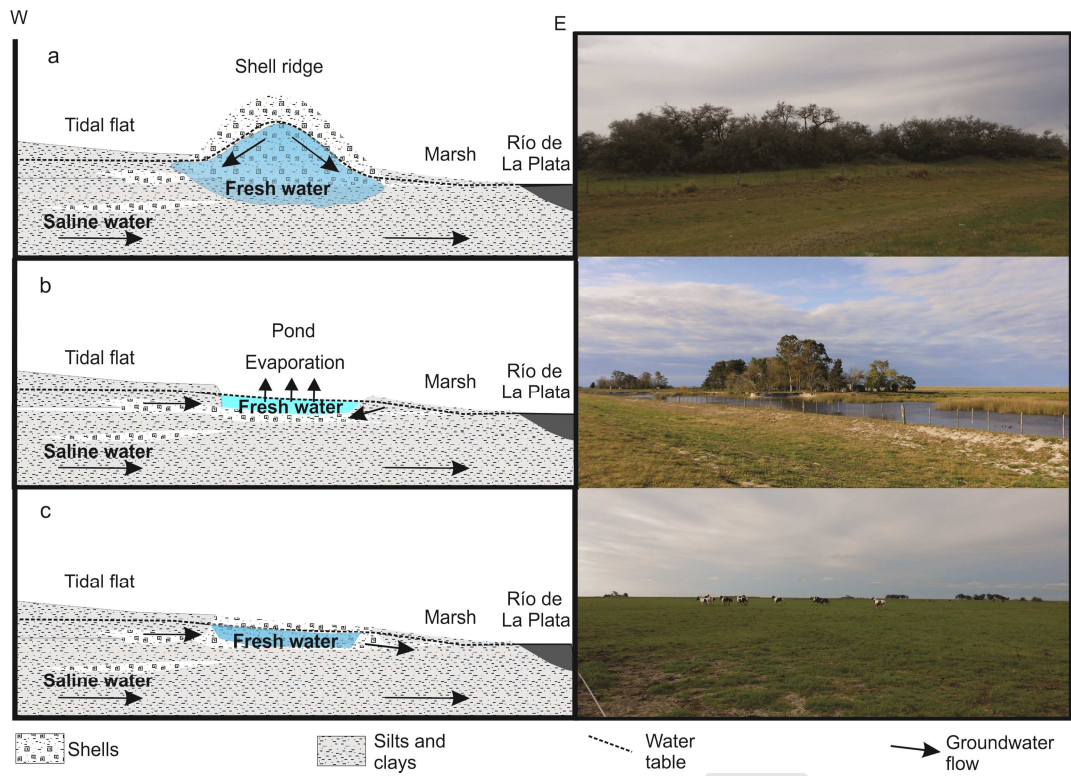 W
E
a
Shell ridge
Tidal flat
Marsh
Río de
La Plata
Fresh water
Saline water
b
Pond
Evaporation
Tidal flat
Marsh
Río de
La Plata
Fresh water
Saline water
c
Tidal flat
Marsh
Río de
La Plata
Fresh water
Saline water
Shells
Silts and
clays
Water
table
Groundwater
flow